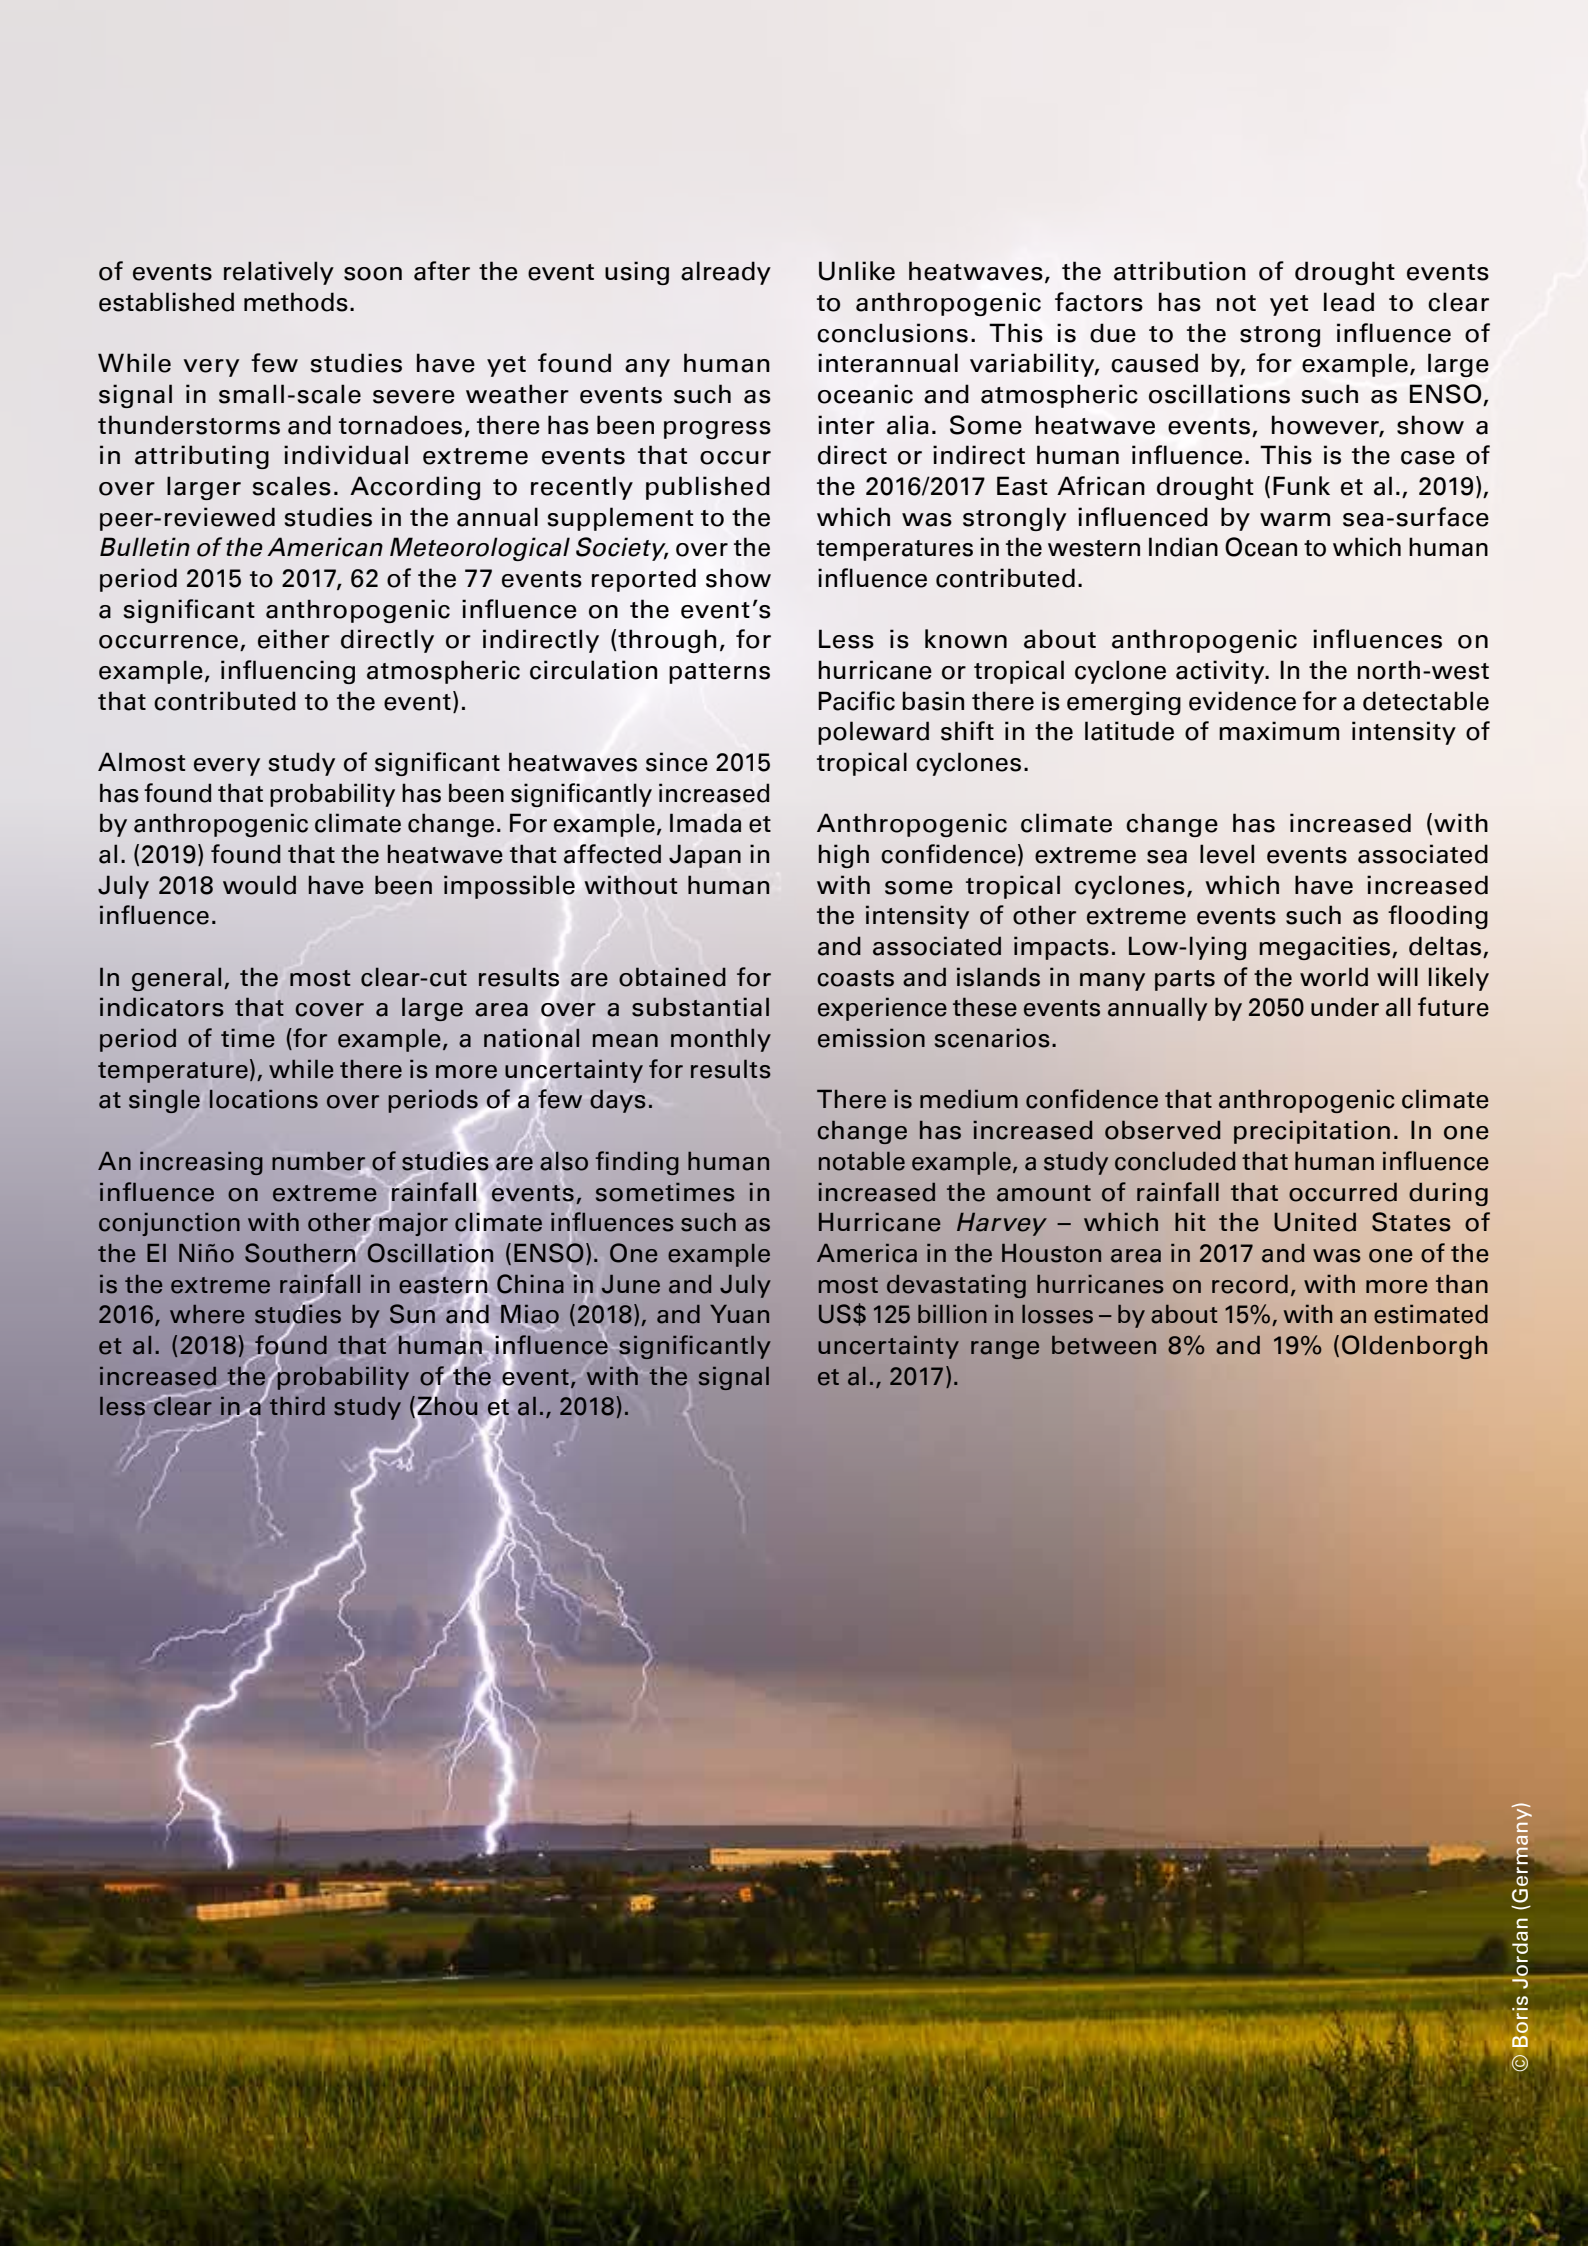 of events relatively soon after the event using already
established methods.
While very few studies have yet found any human
signal in small-scale severe weather events such as
thunderstorms and tornadoes, there has been progress
in attributing individual extreme events that occur
over larger scales. According to recently published
peer-reviewed studies in the annual supplement to the
Bulletin of the American Meteorological Society, over the
period 2015 to 2017, 62 of the 77 events reported show
a significant anthropogenic influence on the event’s
occurrence, either directly or indirectly (through, for
example, influencing atmospheric circulation patterns
that contributed to the event).
Almost every study of significant heatwaves since 2015
has found that probability has been significantly increased
by anthropogenic climate change. For example, Imada et
al. (2019) found that the heatwave that affected Japan in
July 2018 would have been impossible without human
influence.
In general, the most clear-cut results are obtained for
indicators that cover a large area over a substantial
period of time (for example, a national mean monthly
temperature), while there is more uncertainty for results
at single locations over periods of a few days.
An increasing number of studies are also finding human
influence on extreme rainfall events, sometimes in
conjunction with other major climate influences such as
the El Niño Southern Oscillation (ENSO). One example
is the extreme rainfall in eastern China in June and July
2016, where studies by Sun and Miao (2018), and Yuan
et al. (2018) found that human influence significantly
increased the probability of the event, with the signal
less clear in a third study (Zhou et al., 2018).
Unlike heatwaves, the attribution of drought events
to anthropogenic factors has not yet lead to clear
conclusions. This is due to the strong influence of
interannual variability, caused by, for example, large
oceanic and atmospheric oscillations such as ENSO,
inter alia. Some heatwave events, however, show a
direct or indirect human influence. This is the case of
the 2016/2017 East African drought (Funk et al., 2019),
which was strongly influenced by warm sea-surface
temperatures in the western Indian Ocean to which human
influence contributed.
Less is known about anthropogenic influences on
hurricane or tropical cyclone activity. In the north-west
Pacific basin there is emerging evidence for a detectable
poleward shift in the latitude of maximum intensity of
tropical cyclones.
Anthropogenic climate change has increased (with
high confidence) extreme sea level events associated
with some tropical cyclones, which have increased
the intensity of other extreme events such as flooding
and associated impacts. Low-lying megacities, deltas,
coasts and islands in many parts of the world will likely
experience these events annually by 2050 under all future
emission scenarios.
There is medium confidence that anthropogenic climate
change has increased observed precipitation. In one
notable example, a study concluded that human influence
increased the amount of rainfall that occurred during
Hurricane Harvey – which hit the United States of
America in the Houston area in 2017 and was one of the
most devastating hurricanes on record, with more than
US$ 125 billion in losses – by about 15%, with an estimated
uncertainty range between 8% and 19% (Oldenborgh
et al., 2017).
© Boris Jordan (Germany)